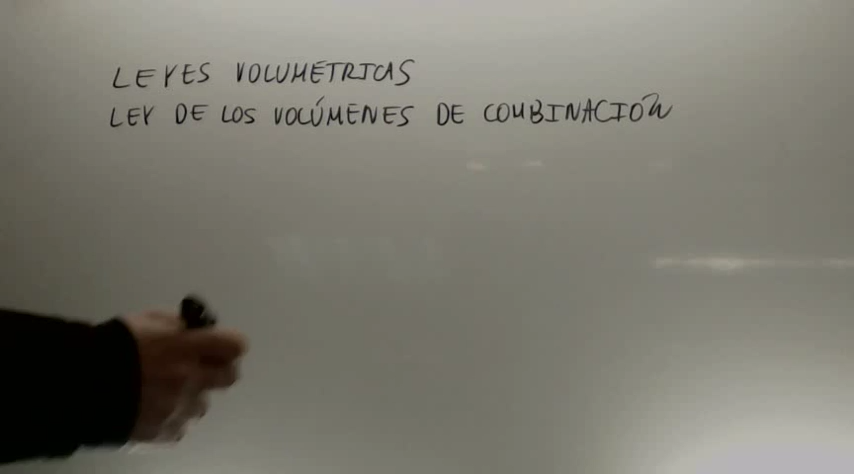 LEYES VOLUMETRICAS
LEY DE LOS VOLÚMENES DE COMBINACIÓN